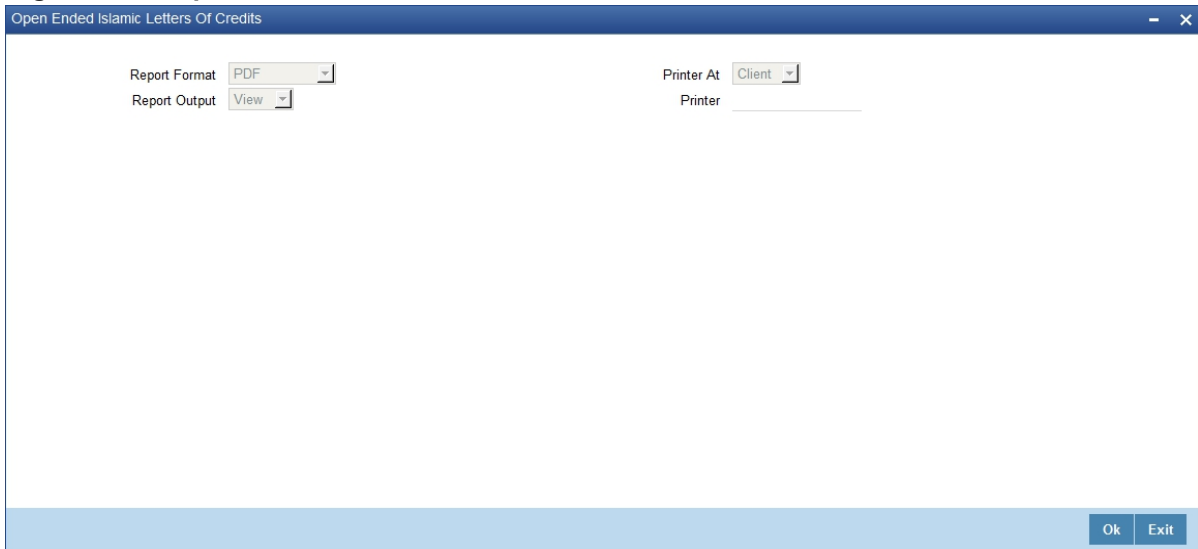 Open Ended Islamic Letters Of Credits
Report Format PDF
Printer At Client
Report Output View
Printer
Ok Exit